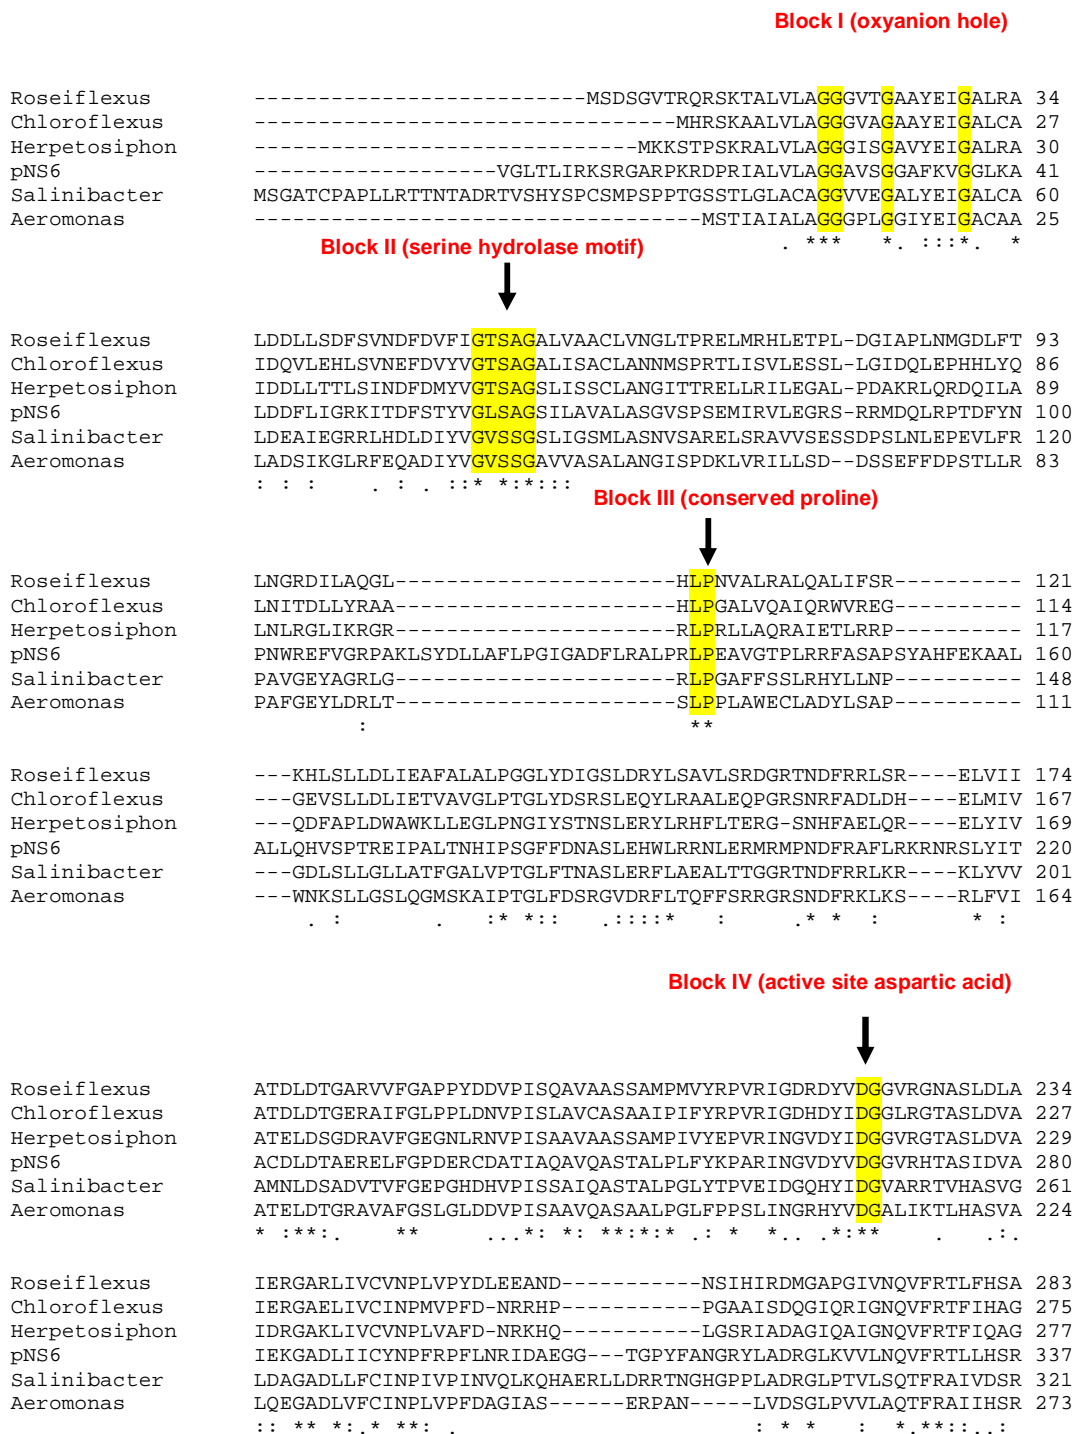 Block I (oxyanion hole)
Roseiflexus --------------------------MSDSGVTRQRSKTALVLAGGGVTGAAYEIGALRA 34
Chloroflexus ---------------------------------MHRSKAALVLAGGGVAGAAYEIGALCA 27
Herpetosiphon ------------------------------MKKSTPSKRALVLAGGGISGAVYEIGALRA 30
pNS6 -------------------VGLTLIRKSRGARPKRDPRIALVLAGGAVSGGAFKVGGLKA 41
Salinibacter MSGATCPAPLLRTTNTADRTVSHYSPCSMPSPPTGSSTLGLACAGGVVEGALYEIGALCA 60
Aeromonas -----------------------------------MSTIAIALAGGGPLGGIYEIGACAA 25
. *** *. :::*. *
Block II (serine hydrolase motif)
Roseiflexus LDDLLSDFSVNDFDVFIGTSAGALVAACLVNGLTPRELMRHLETPL-DGIAPLNMGDLFT 93
Chloroflexus IDQVLEHLSVNEFDVYVGTSAGALISACLANNMSPRTLISVLESSL-LGIDQLEPHHLYQ 86
Herpetosiphon IDDLLTTLSINDFDMYVGTSAGSLISSCLANGITTRELLRILEGAL-PDAKRLQRDQILA 89
pNS6 LDDFLIGRKITDFSTYVGLSAGSILAVALASGVSPSEMIRVLEGRS-RRMDQLRPTDFYN 100
Salinibacter LDEAIEGRRLHDLDIYVGVSSGSLIGSMLASNVSARELSRAVVSESSDPSLNLEPEVLFR 120
Aeromonas LADSIKGLRFEQADIYVGVSSGAVVASALANGISPDKLVRILLSD--DSSEFFDPSTLLR 83
: : : . : . ::* *:*:::
Block III (conserved proline)
Roseiflexus LNGRDILAQGL----------------------HLPNVALRALQALIFSR---------- 121
Chloroflexus LNITDLLYRAA----------------------HLPGALVQAIQRWVREG---------- 114
Herpetosiphon LNLRGLIKRGR----------------------RLPRLLAQRAIETLRRP---------- 117
pNS6 PNWREFVGRPAKLSYDLLAFLPGIGADFLRALPRLPEAVGTPLRRFASAPSYAHFEKAAL 160
Salinibacter PAVGEYAGRLG----------------------RLPGAFFSSLRHYLLNP---------- 148
Aeromonas PAFGEYLDRLT----------------------SLPPLAWECLADYLSAP---------- 111
: **
Roseiflexus ---KHLSLLDLIEAFALALPGGLYDIGSLDRYLSAVLSRDGRTNDFRRLSR----ELVII 174
Chloroflexus ---GEVSLLDLIETVAVGLPTGLYDSRSLEQYLRAALEQPGRSNRFADLDH----ELMIV 167
Herpetosiphon ---QDFAPLDWAWKLLEGLPNGIYSTNSLERYLRHFLTERG-SNHFAELQR----ELYIV 169
pNS6 ALLQHVSPTREIPALTNHIPSGFFDNASLEHWLRRNLERMRMPNDFRAFLRKRNRSLYIT 220
Salinibacter ---GDLSLLGLLATFGALVPTGLFTNASLERFLAEALTTGGRTNDFRRLKR----KLYVV 201
Aeromonas ---WNKSLLGSLQGMSKAIPTGLFDSRGVDRFLTQFFSRRGRSNDFRKLKS----RLFVI 164
. : . :* *:: .::::* : .* * : * :
Block IV (active site aspartic acid)
Roseiflexus ATDLDTGARVVFGAPPYDDVPISQAVAASSAMPMVYRPVRIGDRDYVDGGVRGNASLDLA 234
Chloroflexus ATDLDTGERAIFGLPPLDNVPISLAVCASAAIPIFYRPVRIGDHDYIDGGLRGTASLDVA 227
Herpetosiphon ATELDSGDRAVFGEGNLRNVPISAAVAASSAMPIVYEPVRINGVDYIDGGVRGTASLDVA 229
pNS6 ACDLDTAERELFGPDERCDATIAQAVQASTALPLFYKPARINGVDYVDGGVRHTASIDVA 280
Salinibacter AMNLDSADVTVFGEPGHDHVPISSAIQASTALPGLYTPVEIDGQHYIDGVARRTVHASVG 261
Aeromonas ATELDTGRAVAFGSLGLDDVPISAAVQASAALPGLFPPSLINGRHYVDGALIKTLHASVA 224
* :**:. ** ...*: *: **:*:* .: * *.. .*:** . .:.
Roseiflexus IERGARLIVCVNPLVPYDLEEAND-----------NSIHIRDMGAPGIVNQVFRTLFHSA 283
Chloroflexus IERGAELIVCINPMVPFD-NRRHP-----------PGAAISDQGIQRIGNQVFRTFIHAG 275
Herpetosiphon IDRGAKLIVCVNPLVAFD-NRKHQ-----------LGSRIADAGIQAIGNQVFRTFIQAG 277
pNS6 IEKGADLIICYNPFRPFLNRIDAEGG---TGPYFANGRYLADRGLKVVLNQVFRTLLHSR 337
Salinibacter LDAGADLLFCINPIVPINVQLKQHAERLLDRRTNGHGPPLADRGLPTVLSQTFRAIVDSR 321
Aeromonas LQEGADLVFCINPLVPFDAGIAS------ERPAN-----LVDSGLPVVLAQTFRAIIHSR 273
:: ** *:* **: . : * * : *.**::..: